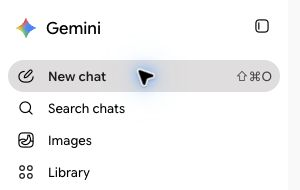 Gemini
New chat ⇧⌘O
Search chats
Images
Library